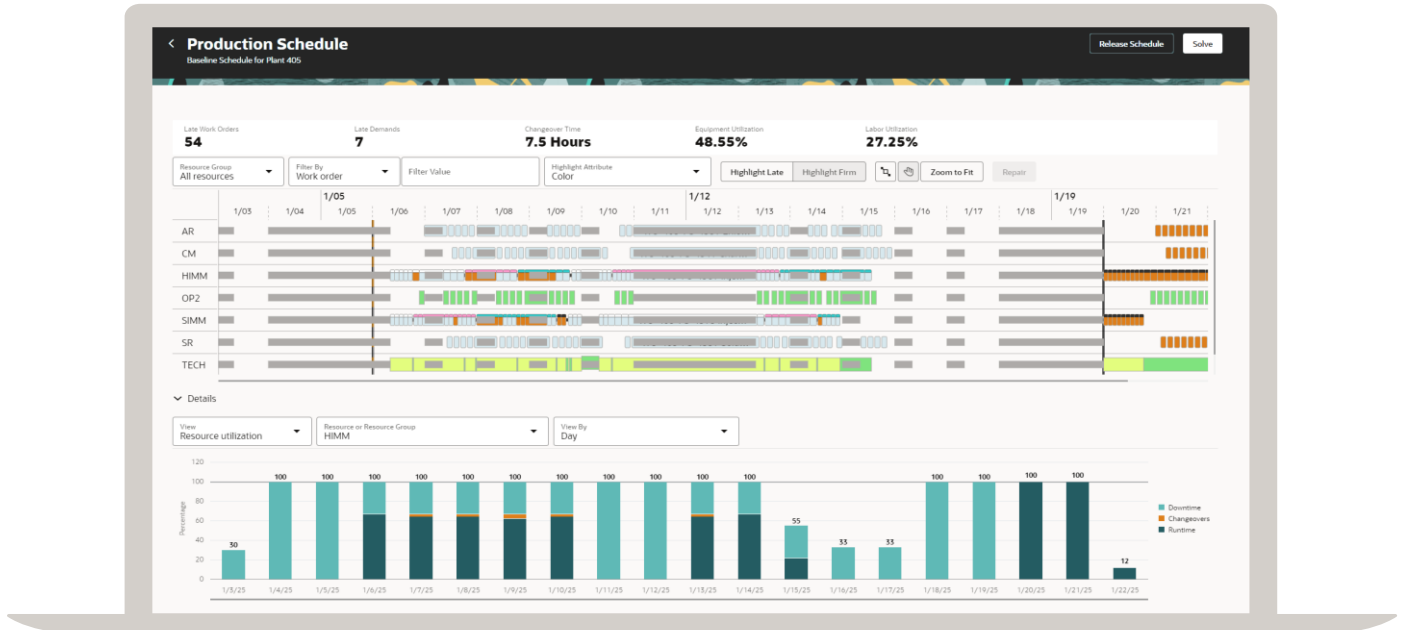 Production Schedule
Baseline Schedule for Plant 405
Release Schedule
Solve
Late Work Orders
54
Late Demands
7
Changeover Time
7.5 Hours
Equipment Utilization
48.55%
Labor Utilization
27.25%
Resource Group
All resources
Filter By
Work order
Filter Value
Highlight Attribute
Color
Highlight Late
Highlight Firm
Zoom to Fit
Repair
1/05 1/12 1/19
1/03 1/04 1/05 1/06 1/07 1/08 1/09 1/10 1/11 1/12 1/13 1/14 1/15 1/16 1/17 1/18 1/19 1/20 1/21
AR
CM
HIMM
OP2
SIMM
SR
TECH
Details
View
Resource utilization
Resource or Resource Group
HIMM
View By
Day
Percentage
120
100
80
60
40
20
0
30 100 100 100 100 100 100 100 100 100 100 100 55 33 33 100 100 100 100 12
1/3/25 1/4/25 1/5/25 1/6/25 1/7/25 1/8/25 1/9/25 1/10/25 1/11/25 1/12/25 1/13/25 1/14/25 1/15/25 1/16/25 1/17/25 1/18/25 1/19/25 1/20/25 1/21/25 1/22/25
Downtime
Changeovers
Runtime